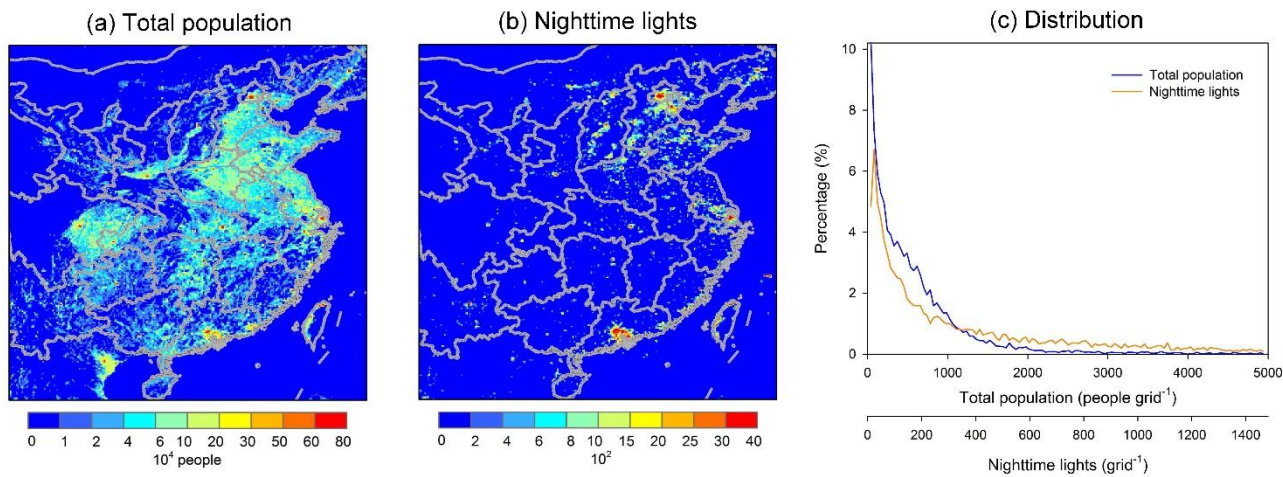 (a) Total population
(b) Nighttime lights
(c) Distribution
0 1 2 4 6 10 20 30 50 60 80
10⁴ people
0 2 4 6 8 10 15 20 25 30 40
10²
10
8
6
4
2
0
Percentage (%)
Total population
Nighttime lights
0 1000 2000 3000 4000 5000
Total population (people grid⁻¹)
0 200 400 600 800 1000 1200 1400
Nighttime lights (grid⁻¹)